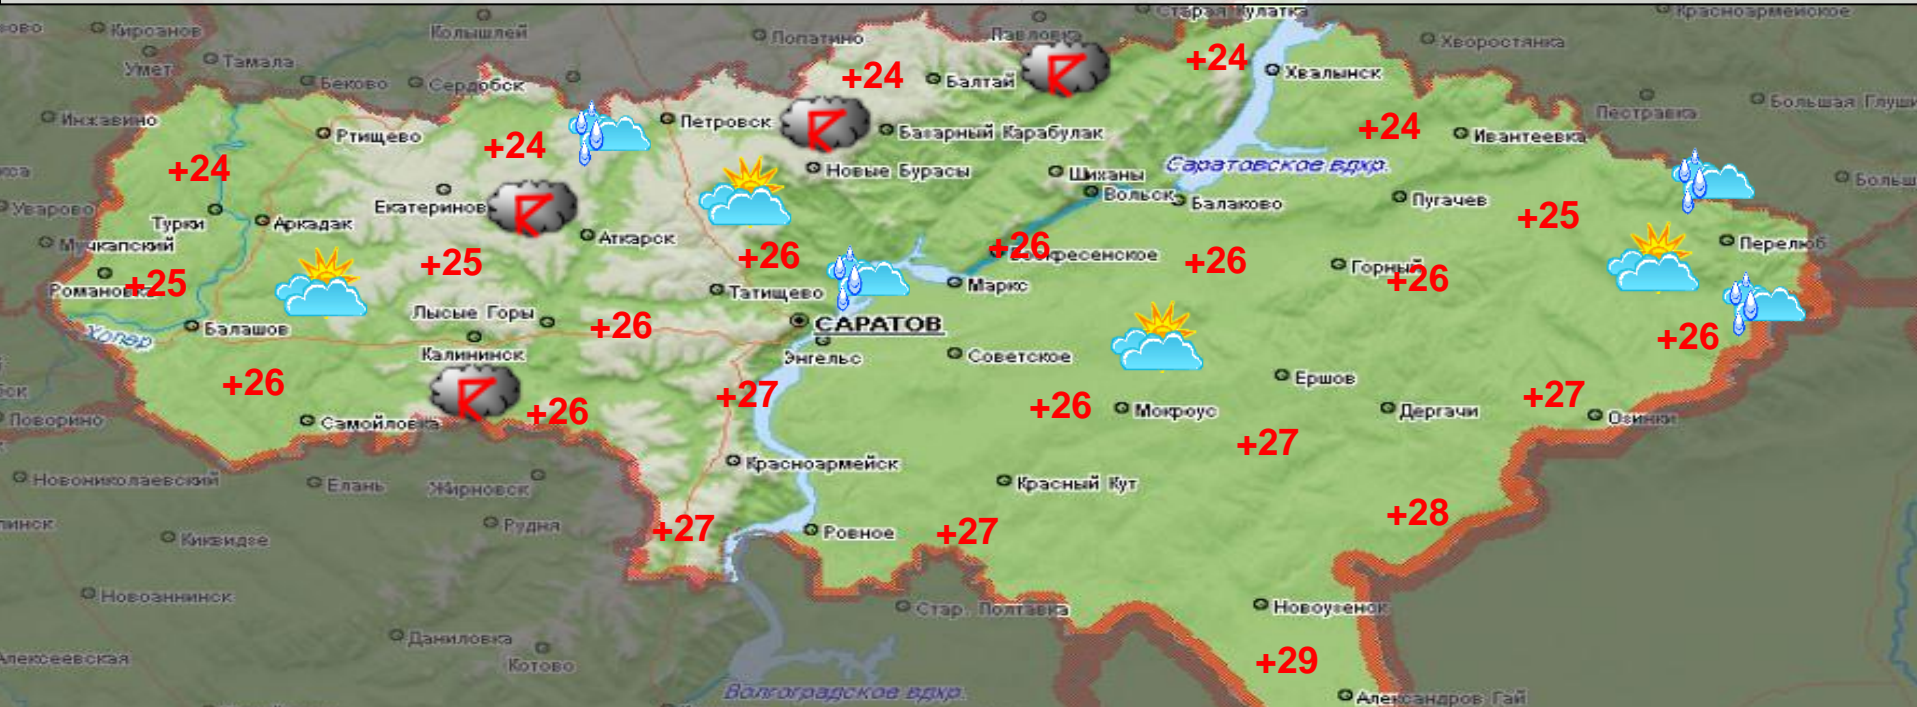 Старая Кулатка
Красноармейское
Кирсанов
Колышлей
Лопатино
Павловка
Хворостянка
Умет
Тамала
+24
Беково
Сердобск
+24
Балтай
Хвалынск
Пестравка
Большая Глуши
Инжавино
Ртищево
+24
Петровск
Базарный Карабулак
+24
Ивантеевка
+24
Новые Бурасы
Шиханы
Саратовское вдхр.
Больш
Уварово
Екатеринов
Вольск
Балаково
Пугачев
Турки
Аркадак
Аткарск
+25
Мучкапский
Перелюб
+25
+26
+26
Воскресенское
+26
Горный
+26
Романовка
+25
Татищево
Маркс
Хопер
Балашов
Лысые Горы
+26
САРАТОВ
+26
Калининск
Энгельс
Советское
+26
+27
+26
Мокроус
Ершов
Дергачи
+27
Озинки
Поворино
Самойловка
+26
+27
Красноармейск
Новониколаевский
Елань
Жирновск
Красный Кут
Рудня
+27
Ровное
+27
+28
Киквидзе
Новоаннинск
Стар. Полтавка
Новоузенск
Даниловка
Котово
Алексеевская
+29
Волгоградское вдхр.
Александров Гай